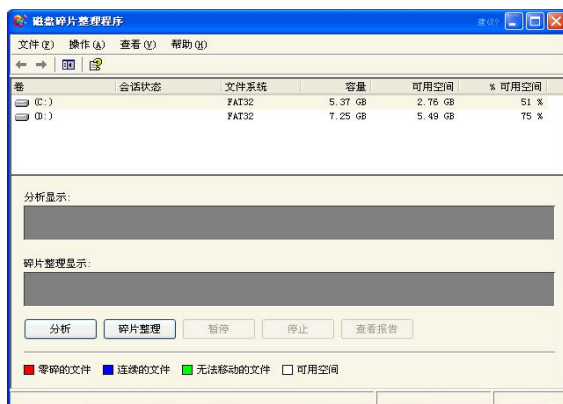 磁盘碎片整理程序
文件(F) 操作(A) 查看(V) 帮助(H)
卷 会话状态 文件系统 容量 可用空间 % 可用空间
(C:) FAT32 5.37 GB 2.76 GB 51 %
(D:) FAT32 7.25 GB 5.49 GB 75 %
分析显示:
碎片整理显示:
分析 碎片整理 暂停 停止 查看报告
零碎的文件 连续的文件 无法移动的文件 可用空间